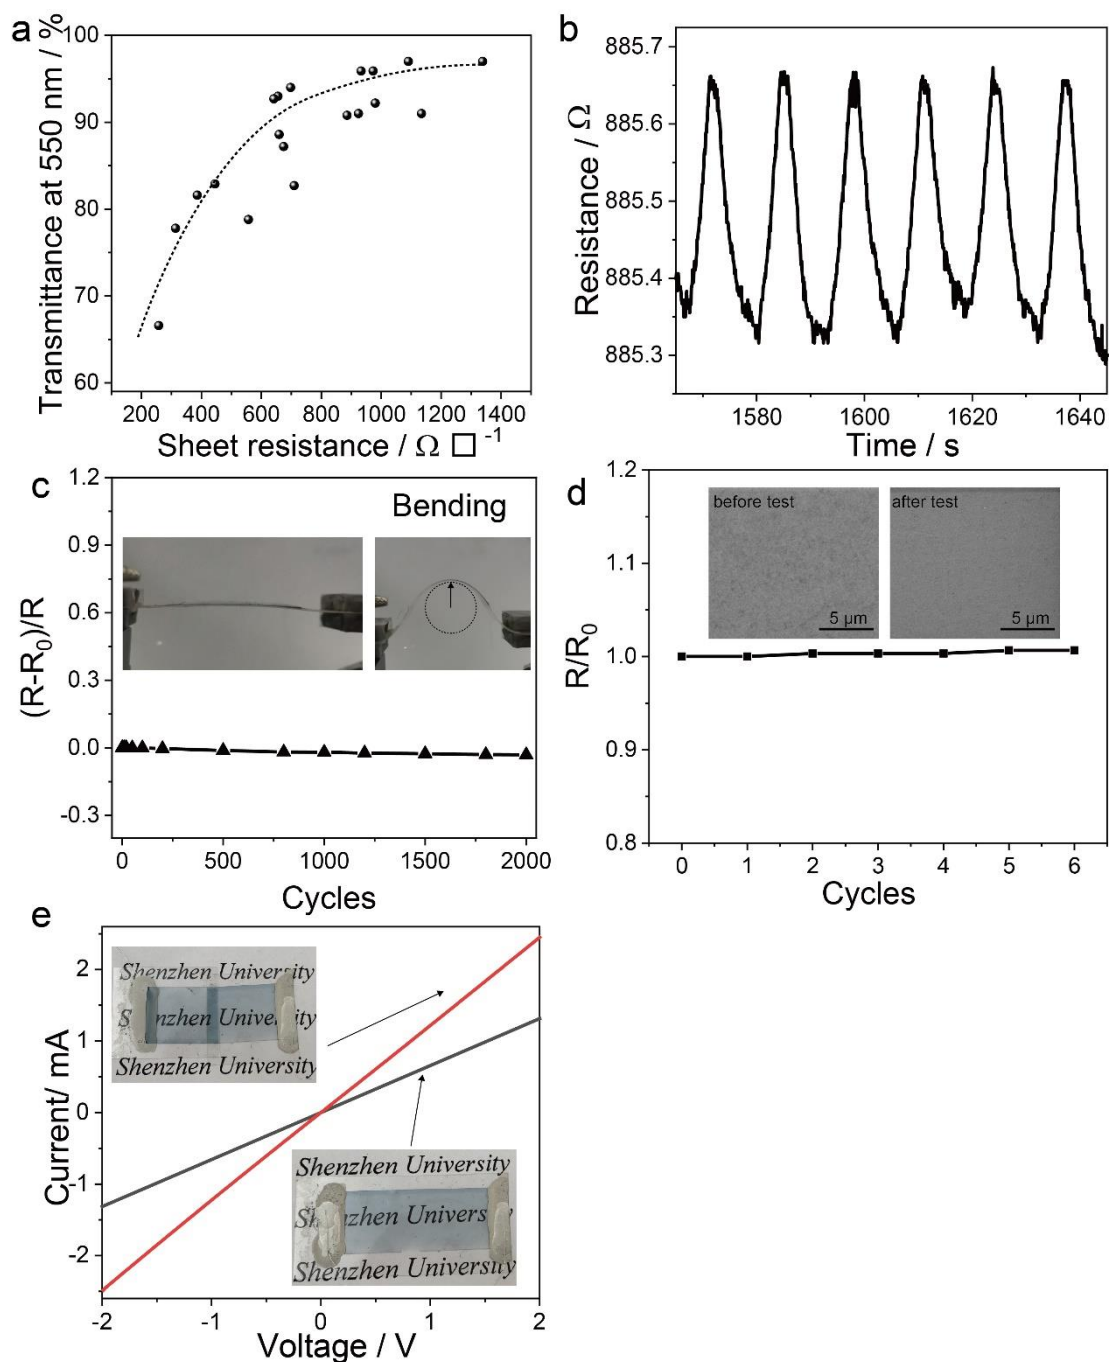 a
Transmittance at 550 nm / %
100
90
80
70
60
200 400 600 800 1000 1200 1400
Sheet resistance / Ω □⁻¹
b
Resistance / Ω
885.7
885.6
885.5
885.4
885.3
1580 1600 1620 1640
Time / s
c
(R-R₀)/R
1.2
0.9
0.6
0.3
0.0
-0.3
Bending
0 500 1000 1500 2000
Cycles
d
R/R₀
1.2
1.1
1.0
0.9
0.8
before test
5 μm
after test
5 μm
0 1 2 3 4 5 6
Cycles
e
Current/ mA
2
1
0
-1
-2
Shenzhen University
Shenzhen University
Shenzhen University
Shenzhen University
Shenzhen University
Shenzhen University
-2 -1 0 1 2
Voltage / V